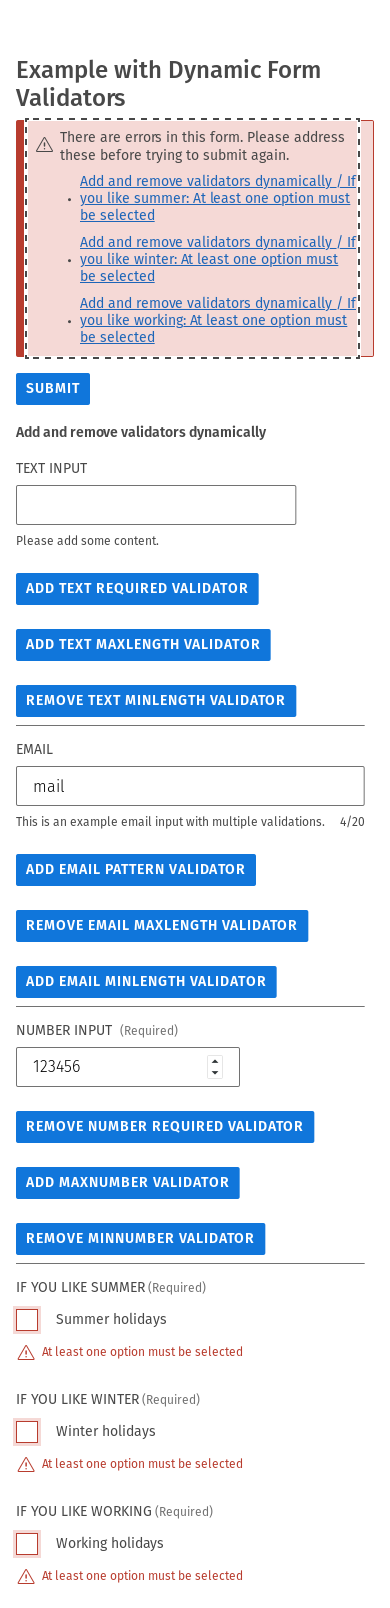 Example with Dynamic Form
Validators
There are errors in this form. Please address
these before trying to submit again.
Add and remove validators dynamically / If
you like summer: At least one option must
be selected
Add and remove validators dynamically / If
you like winter: At least one option must
be selected
Add and remove validators dynamically / If
you like working: At least one option must
be selected
SUBMIT
Add and remove validators dynamically
TEXT INPUT
Please add some content.
ADD TEXT REQUIRED VALIDATOR
ADD TEXT MAXLENGTH VALIDATOR
REMOVE TEXT MINLENGTH VALIDATOR
EMAIL
mail
This is an example email input with multiple validations. 4/20
ADD EMAIL PATTERN VALIDATOR
REMOVE EMAIL MAXLENGTH VALIDATOR
ADD EMAIL MINLENGTH VALIDATOR
NUMBER INPUT (Required)
123456
REMOVE NUMBER REQUIRED VALIDATOR
ADD MAXNUMBER VALIDATOR
REMOVE MINNUMBER VALIDATOR
IF YOU LIKE SUMMER (Required)
Summer holidays
At least one option must be selected
IF YOU LIKE WINTER (Required)
Winter holidays
At least one option must be selected
IF YOU LIKE WORKING (Required)
Working holidays
At least one option must be selected